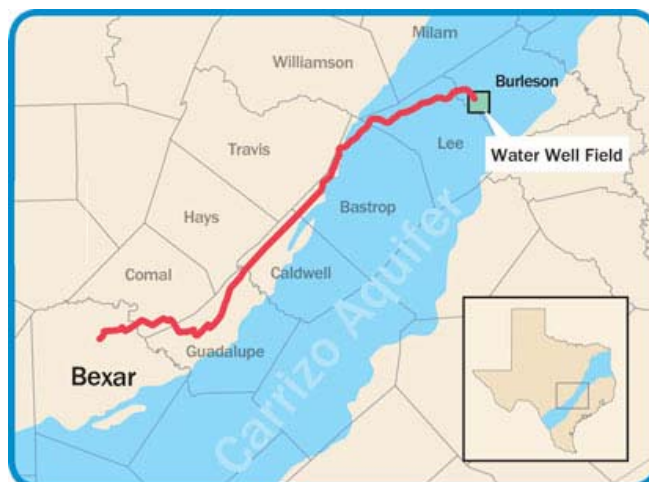 Milam
Williamson
Burleson
Travis
Lee
Water Well Field
Hays
Bastrop
Comal
Caldwell
Guadalupe
Bexar
Carrizo Aquifer